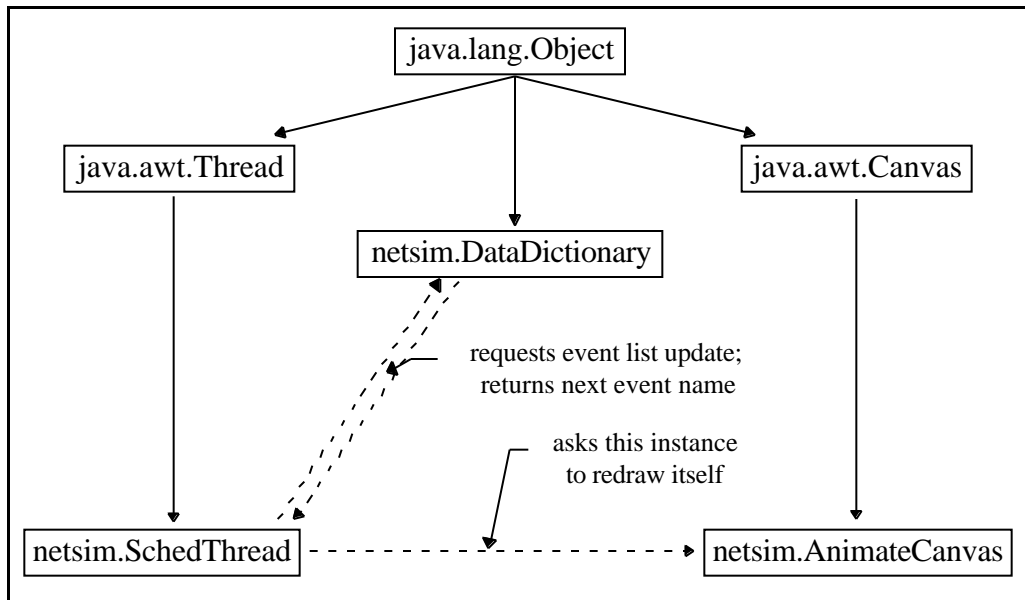 java.lang.Object
java.awt.Thread
java.awt.Canvas
netsim.DataDictionary
requests event list update;
returns next event name
asks this instance
to redraw itself
netsim.SchedThread
netsim.AnimateCanvas